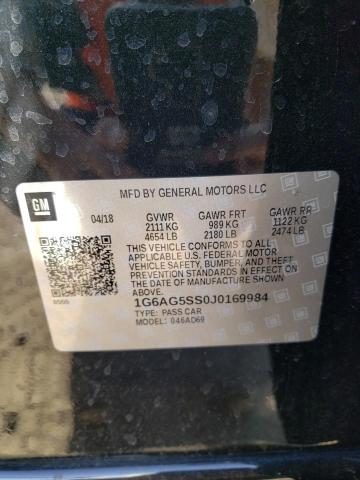 MFD BY GENERAL MOTORS LLC
GM
04/18 GVWR GAWR FRT GAWR RR
2111 KG 989 KG 1122 KG
4654 LB 2180 LB 2474 LB
THIS VEHICLE CONFORMS TO ALL
APPLICABLE U.S. FEDERAL MOTOR
VEHICLE SAFETY, BUMPER, AND THEFT
PREVENTION STANDARDS IN EFFECT ON
THE DATE OF MANUFACTURE SHOWN
ABOVE.
1G6AG5SS0J0169984
TYPE: PASS CAR
046AD69